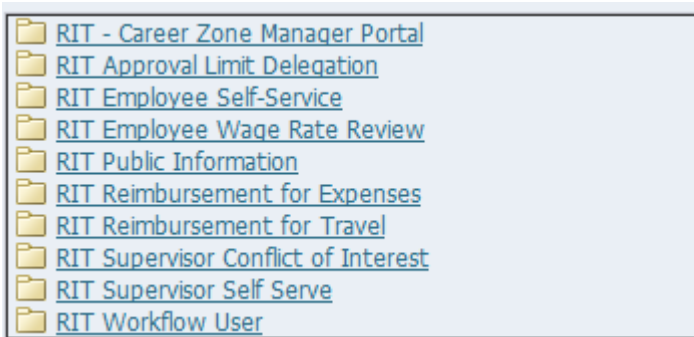 RIT - Career Zone Manager Portal
RIT Approval Limit Delegation
RIT Employee Self-Service
RIT Employee Wage Rate Review
RIT Public Information
RIT Reimbursement for Expenses
RIT Reimbursement for Travel
RIT Supervisor Conflict of Interest
RIT Supervisor Self Serve
RIT Workflow User